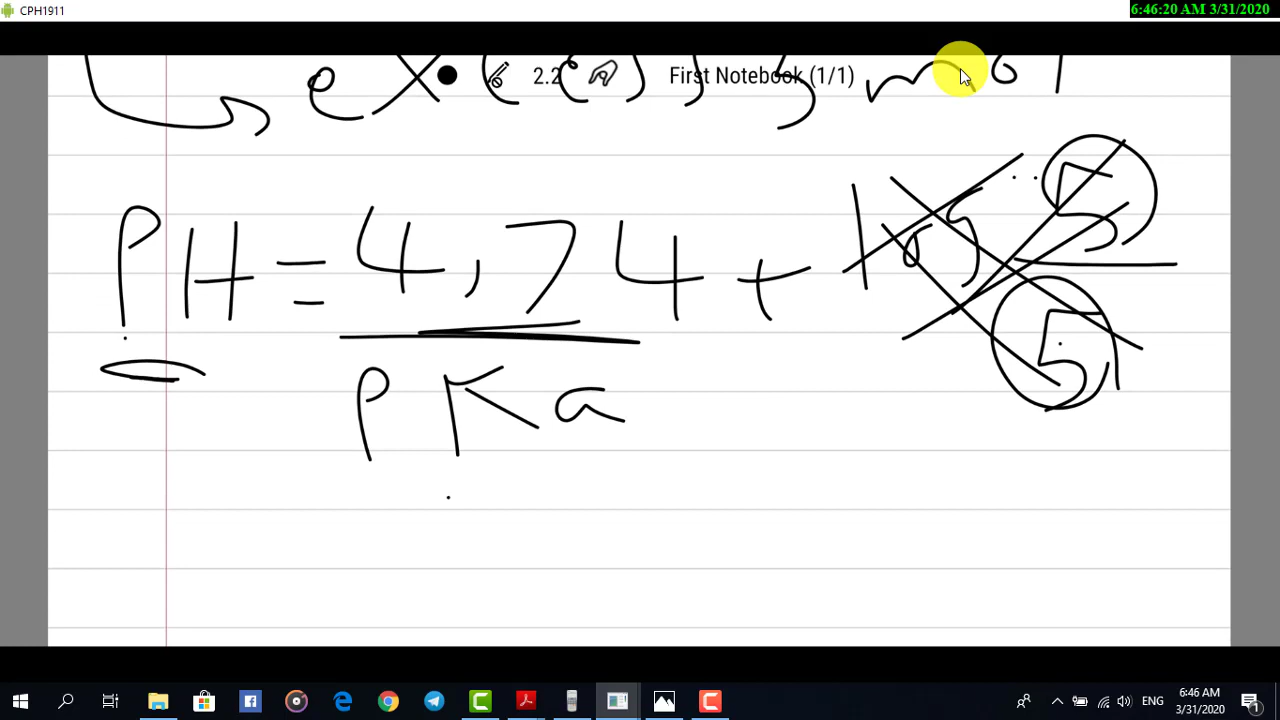 CPH1911
6:46:20 AM 3/31/2020
2.2
First Notebook (1/1)
PH = 4,74 + log 5
5
PKa
ENG
6:46 AM
3/31/2020